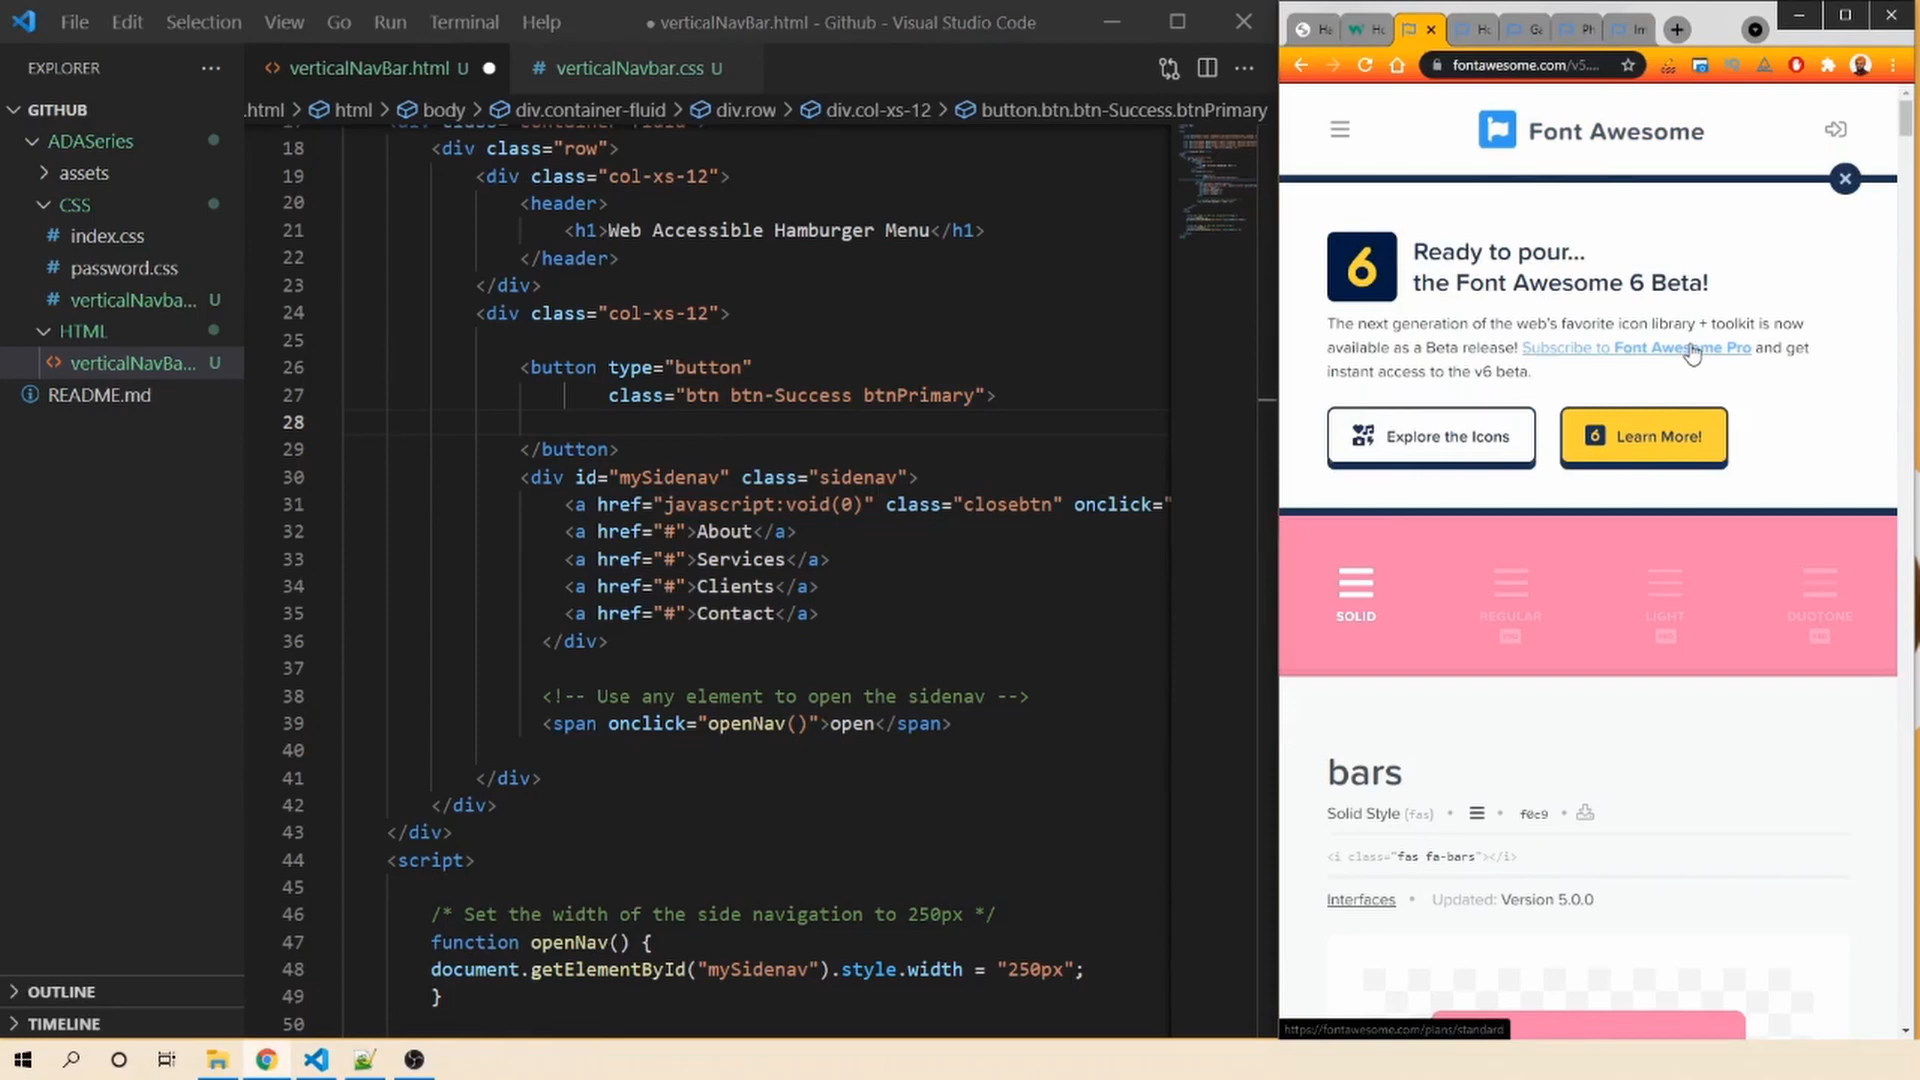 File Edit Selection View Go Run Terminal Help
● verticalNavBar.html - Github - Visual Studio Code
EXPLORER
verticalNavBar.html U
# verticalNavbar.css U
.html > html > body > div.container-fluid > div.row > div.col-xs-12 > button.btn.btn-Success.btnPrimary
GITHUB
ADASeries
assets
CSS
# index.css
# password.css
# verticalNavba... U
HTML
<> verticalNavBa... U
README.md
OUTLINE
TIMELINE
18 <div class="row">
19 <div class="col-xs-12">
20 <header>
21 <h1>Web Accessible Hamburger Menu</h1>
22 </header>
23 </div>
24 <div class="col-xs-12">
25
26 <button type="button"
27 class="btn btn-Success btnPrimary">
28
29 </button>
30 <div id="mySidenav" class="sidenav">
31 <a href="javascript:void(0)" class="closebtn" onclick="
32 <a href="#">About</a>
33 <a href="#">Services</a>
34 <a href="#">Clients</a>
35 <a href="#">Contact</a>
36 </div>
37
38 <!-- Use any element to open the sidenav -->
39 <span onclick="openNav()">open</span>
40
41 </div>
42 </div>
43 </div>
44 <script>
45
46 /* Set the width of the side navigation to 250px */
47 function openNav() {
48 document.getElementById("mySidenav").style.width = "250px";
49 }
50
fontawesome.com/v5....
Font Awesome
6
Ready to pour...
the Font Awesome 6 Beta!
The next generation of the web's favorite icon library + toolkit is now
available as a Beta release! Subscribe to Font Awesome Pro and get
instant access to the v6 beta.
Explore the Icons
6 Learn More!
SOLID
REGULAR
LIGHT
DUOTONE
bars
Solid Style (fas) • • f0c9 •
<i class="fas fa-bars"></i>
Interfaces • Updated: Version 5.0.0
https://fontawesome.com/plans/standard